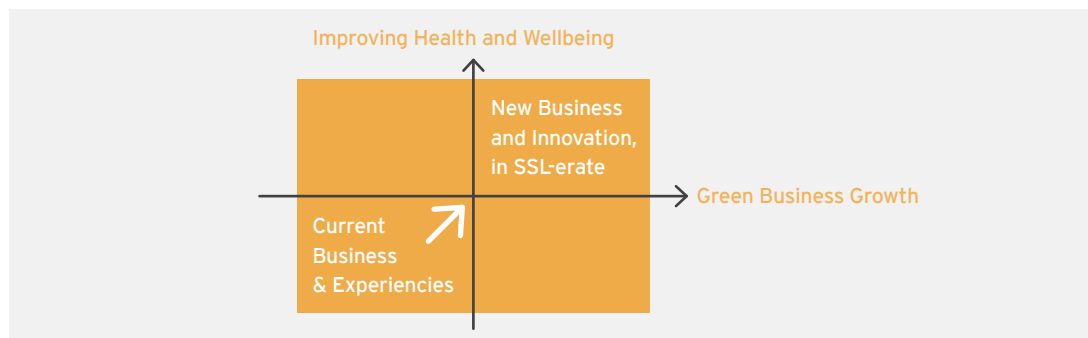 Improving Health and Wellbeing
New Business
and Innovation,
in SSL-erate
Green Business Growth
Current
Business
& Experiencies